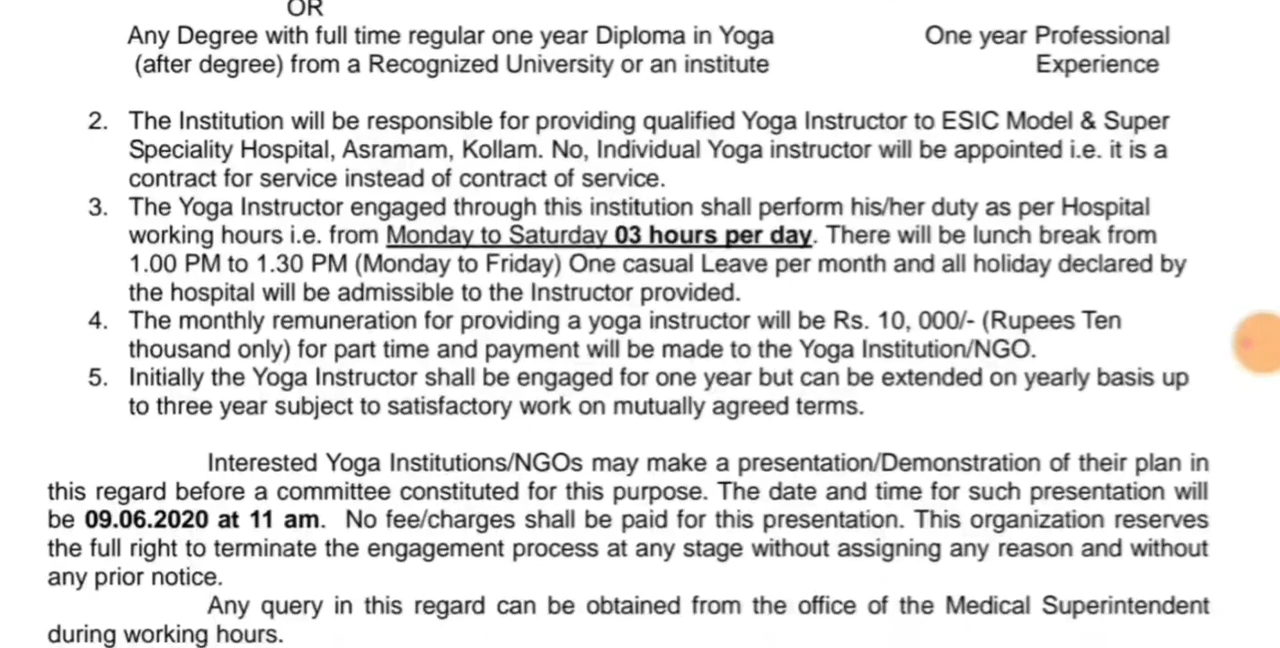 OR
Any Degree with full time regular one year Diploma in Yoga One year Professional
(after degree) from a Recognized University or an institute Experience
2. The Institution will be responsible for providing qualified Yoga Instructor to ESIC Model & Super
Speciality Hospital, Asramam, Kollam. No, Individual Yoga instructor will be appointed i.e. it is a
contract for service instead of contract of service.
3. The Yoga Instructor engaged through this institution shall perform his/her duty as per Hospital
working hours i.e. from Monday to Saturday 03 hours per day. There will be lunch break from
1.00 PM to 1.30 PM (Monday to Friday) One casual Leave per month and all holiday declared by
the hospital will be admissible to the Instructor provided.
4. The monthly remuneration for providing a yoga instructor will be Rs. 10, 000/- (Rupees Ten
thousand only) for part time and payment will be made to the Yoga Institution/NGO.
5. Initially the Yoga Instructor shall be engaged for one year but can be extended on yearly basis up
to three year subject to satisfactory work on mutually agreed terms.
Interested Yoga Institutions/NGOs may make a presentation/Demonstration of their plan in
this regard before a committee constituted for this purpose. The date and time for such presentation will
be 09.06.2020 at 11 am. No fee/charges shall be paid for this presentation. This organization reserves
the full right to terminate the engagement process at any stage without assigning any reason and without
any prior notice.
Any query in this regard can be obtained from the office of the Medical Superintendent
during working hours.